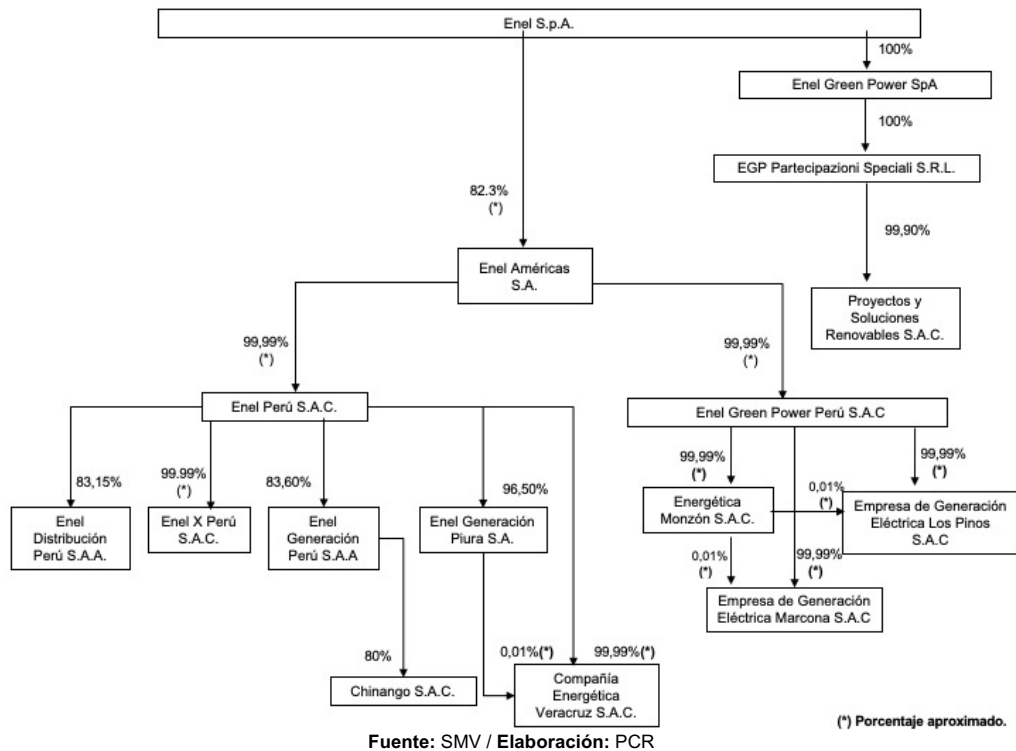 Enel S.p.A.
100%
Enel Green Power SpA
100%
EGP Partecipazioni Speciali S.R.L.
82.3%
(*)
99,90%
Enel Américas
S.A.
Proyectos y
Soluciones
Renovables S.A.C.
99,99%
(*)
99,99%
(*)
Enel Perú S.A.C.
Enel Green Power Perú S.A.C
83,15%
99.99%
(*)
83,60%
96,50%
99,99%
(*)
99,99%
(*)
Enel
Distribución
Perú S.A.A.
Enel X Perú
S.A.C.
Enel
Generación
Perú S.A.A
Enel Generación
Piura S.A.
Energética
Monzón S.A.C.
0,01%
(*)
Empresa de Generación
Eléctrica Los Pinos
S.A.C
0,01%
(*)
99,99%
(*)
Empresa de Generación
Eléctrica Marcona S.A.C
80%
0,01%(*)
99,99%(*)
Chinango S.A.C.
Compañía
Energética
Veracruz S.A.C.
(*) Porcentaje aproximado.
Fuente: SMV / Elaboración: PCR